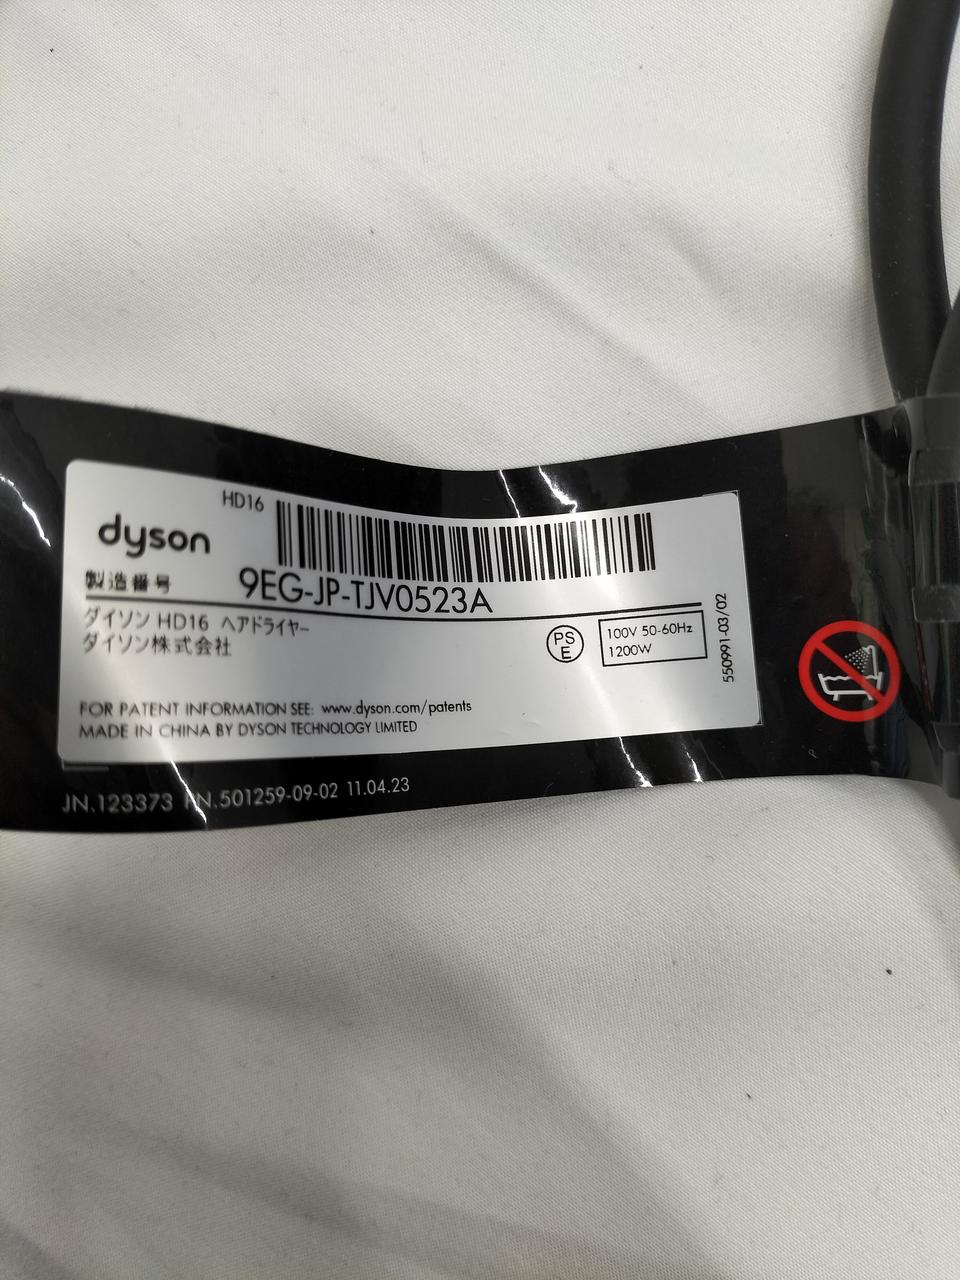 HD16
dyson
製造番号
9EG-JP-TJV0523A
ダイソン HD16 ヘアドライヤー
ダイソン株式会社
PS
E
100V 50-60Hz
1200W
550991-03/02
FOR PATENT INFORMATION SEE: www.dyson.com/patents
MADE IN CHINA BY DYSON TECHNOLOGY LIMITED
JN.123373 PN.501259-09-02 11.04.23